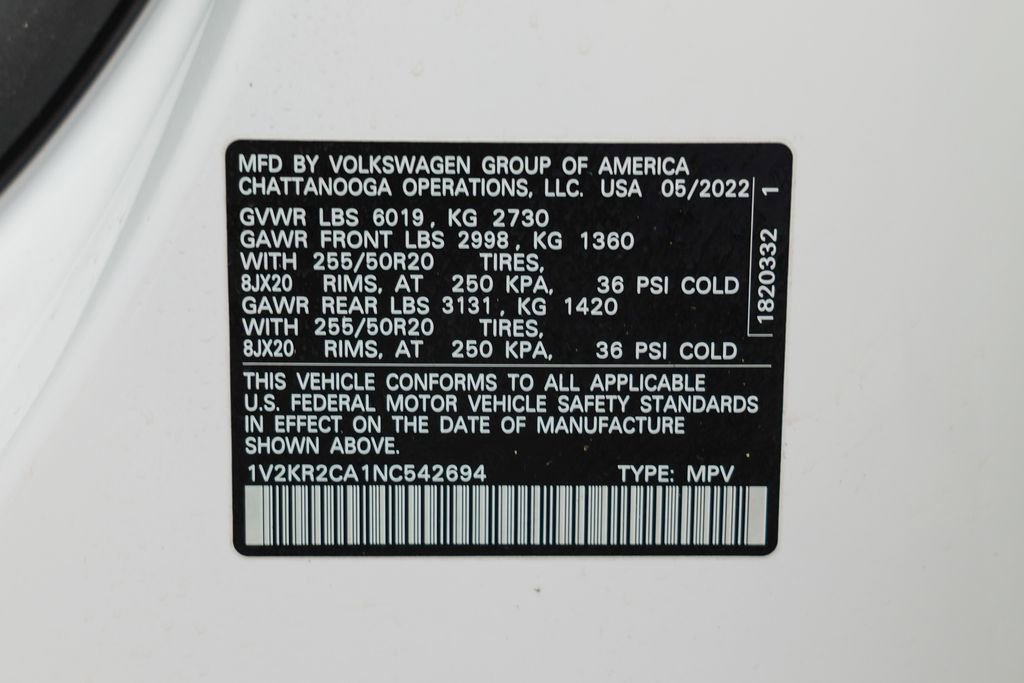 MFD BY VOLKSWAGEN GROUP OF AMERICA
CHATTANOOGA OPERATIONS, LLC. USA 05/2022
GVWR LBS 6019, KG 2730
GAWR FRONT LBS 2998, KG 1360
WITH 255/50R20 TIRES,
8JX20 RIMS, AT 250 KPA, 36 PSI COLD
GAWR REAR LBS 3131, KG 1420
WITH 255/50R20 TIRES,
8JX20 RIMS, AT 250 KPA, 36 PSI COLD
1820332 1
THIS VEHICLE CONFORMS TO ALL APPLICABLE
U.S. FEDERAL MOTOR VEHICLE SAFETY STANDARDS
IN EFFECT ON THE DATE OF MANUFACTURE
SHOWN ABOVE.
1V2KR2CA1NC542694 TYPE: MPV